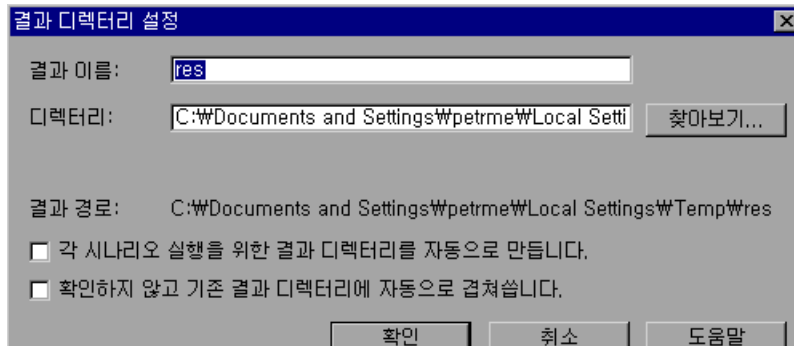 결과 디렉터리 설정
결과 이름: res
디렉터리: C:₩Documents and Settings₩petrme₩Local Setti 찾아보기...
결과 경로: C:₩Documents and Settings₩petrme₩Local Settings₩Temp₩res
각 시나리오 실행을 위한 결과 디렉터리를 자동으로 만듭니다.
확인하지 않고 기존 결과 디렉터리에 자동으로 겹쳐씁니다.
확인 취소 도움말